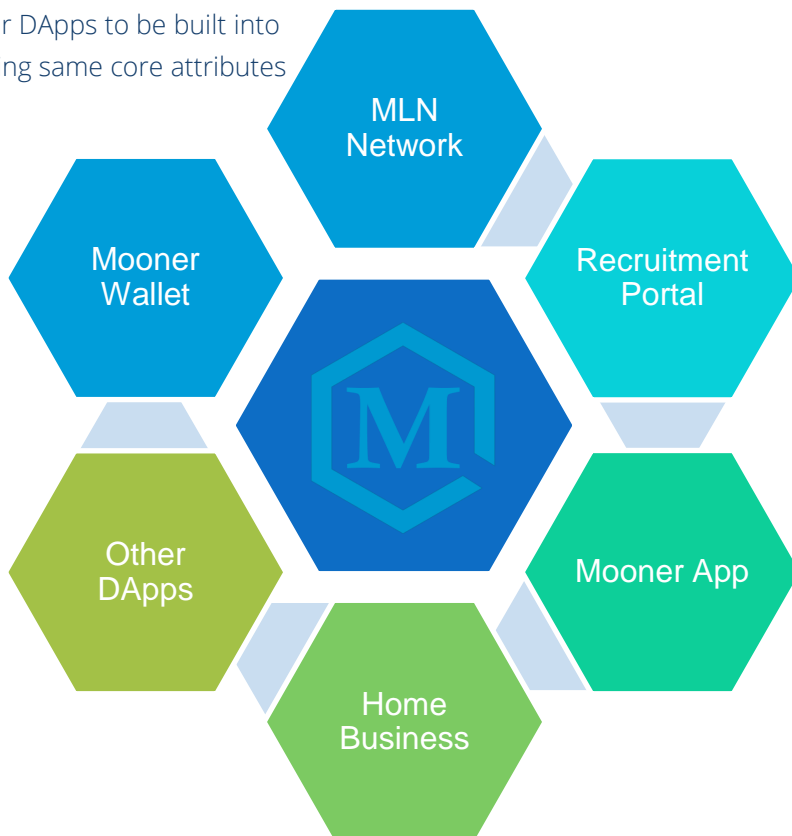 r DApps to be built into
ing same core attributes
MLN
Network
Mooner
Wallet
Recruitment
Portal
M
Other
DApps
Mooner App
Home
Business